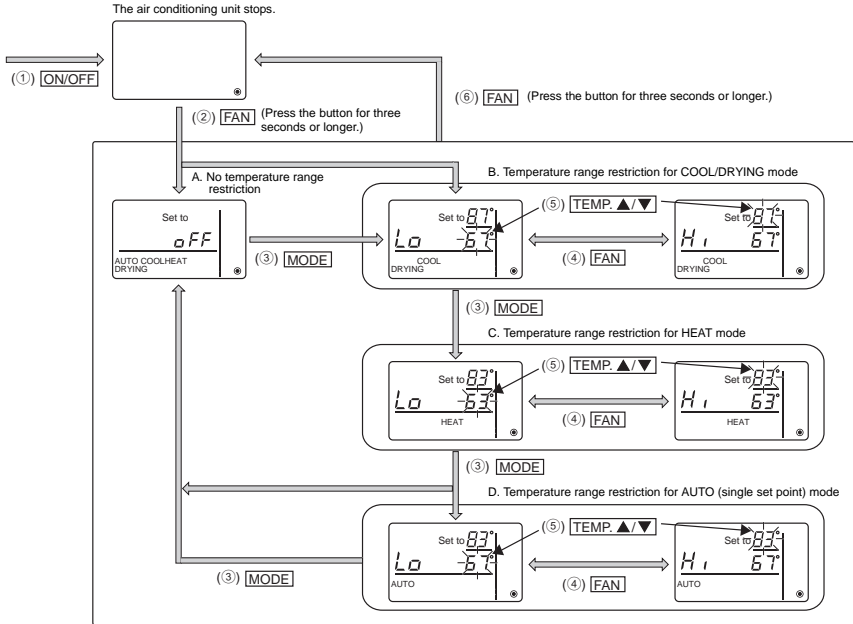 The air conditioning unit stops.
(①) ON/OFF
(②) FAN (Press the button for three
seconds or longer.)
(⑥) FAN (Press the button for three seconds or longer.)
A. No temperature range
restriction
Set to
oFF
AUTO COOLHEAT
DRYING
(③) MODE
B. Temperature range restriction for COOL/DRYING mode
Set to 87°
Lo 67°
COOL
DRYING
(⑤) TEMP. ▲/▼
(④) FAN
Set to 87°
Hi 67°
COOL
DRYING
(③) MODE
C. Temperature range restriction for HEAT mode
Set to 83°
Lo 63°
HEAT
(⑤) TEMP. ▲/▼
(④) FAN
Set to 83°
Hi 63°
HEAT
(③) MODE
D. Temperature range restriction for AUTO (single set point) mode
Set to 83°
Lo 67°
AUTO
(⑤) TEMP. ▲/▼
(④) FAN
Set to 83°
Hi 67°
AUTO
(③) MODE